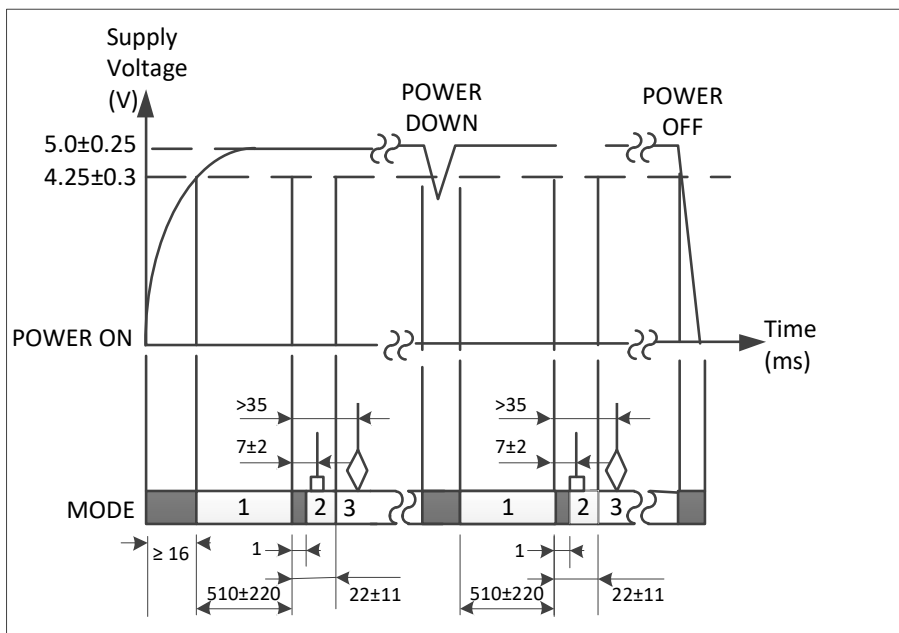 Supply
Voltage
(V)
POWER
DOWN
POWER
OFF
5.0±0.25
4.25±0.3
POWER ON
Time
(ms)
>35
>35
7±2
7±2
MODE
1
2
3
1
2
3
≥ 16
1
1
510±220
22±11
510±220
22±11